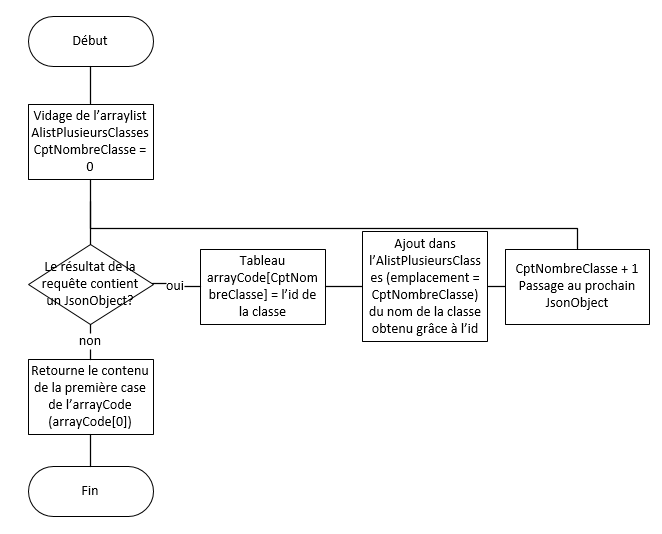 Début
Vidage de l’arraylist
AlistPlusieursClasses
CptNombreClasse =
0
Le résultat de la
requête contient
un JsonObject?
oui
Tableau
arrayCode[CptNom
breClasse] = l’id de
la classe
Ajout dans
l’AlistPlusieursClass
es (emplacement =
CptNombreClasse)
du nom de la classe
obtenu grâce à l’id
CptNombreClasse + 1
Passage au prochain
JsonObject
non
Retourne le contenu
de la première case
de l’arrayCode
(arrayCode[0])
Fin